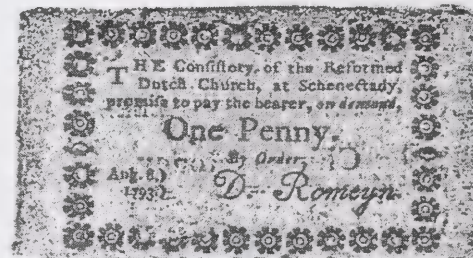 THE Consistory, of the Reformed
Dutch Church, at Schenectady,
promise to pay the bearer, on demand,
One Penny.
By Order,
Aug. 8,
1793.
D. Romeyn